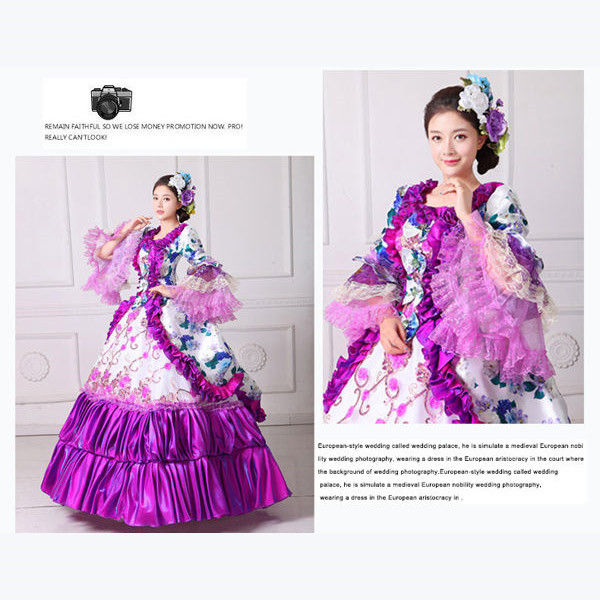 REMAIN FAITHFUL SO WE LOSE MONEY PROMOTION NOW. PRO!
REALLY CAN'TLOOK!
European-style wedding called wedding palace, he is simulate a medieval European nobi
lity wedding photography, wearing a dress in the European aristocracy in the court where
the background of wedding photography.European-style wedding called wedding
palace, he is simulate a medieval European nobility wedding photography,
wearing a dress in the European aristocracy in .